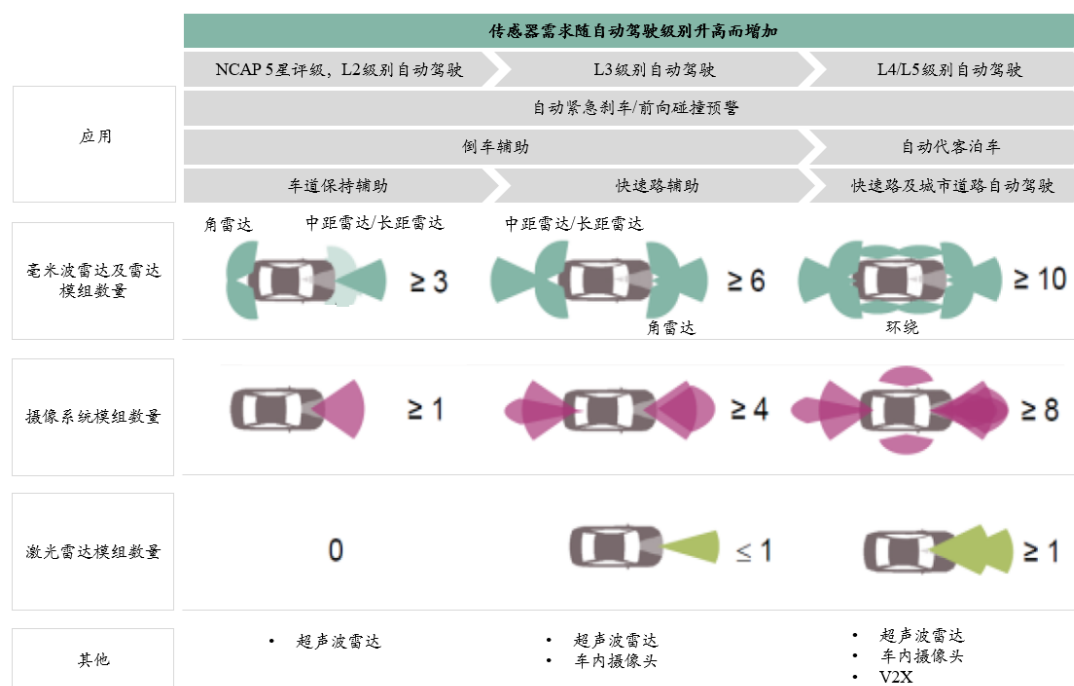 传感器需求随自动驾驶级别升高而增加
NCAP 5星评级，L2级别自动驾驶
L3级别自动驾驶
L4/L5级别自动驾驶
应用
自动紧急刹车/前向碰撞预警
倒车辅助
自动代客泊车
车道保持辅助
快速路辅助
快速路及城市道路自动驾驶
毫米波雷达及雷达
模组数量
角雷达
中距雷达/长距雷达
≥ 3
中距雷达/长距雷达
角雷达
≥ 6
环绕
≥ 10
摄像系统模组数量
≥ 1
≥ 4
≥ 8
激光雷达模组数量
0
≤ 1
≥ 1
其他
• 超声波雷达
• 超声波雷达
• 车内摄像头
• 超声波雷达
• 车内摄像头
• V2X